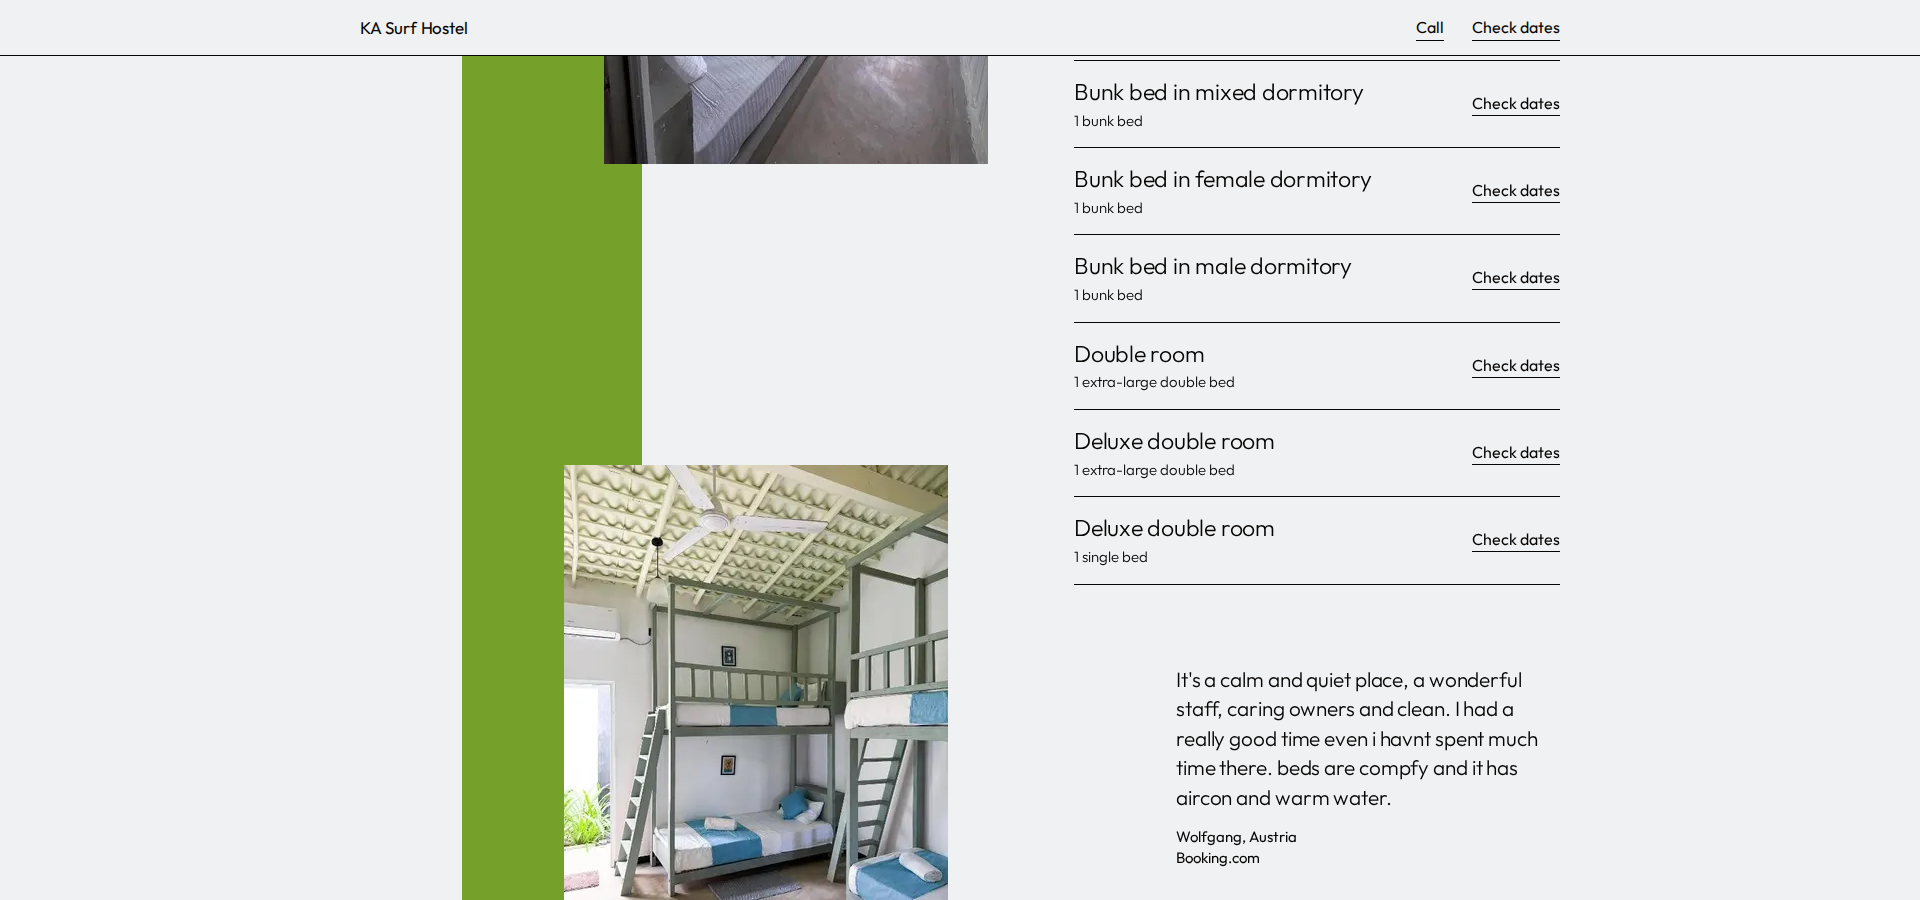 KA Surf Hostel
Call
Check dates
Bunk bed in mixed dormitory
1 bunk bed
Check dates
Bunk bed in female dormitory
1 bunk bed
Check dates
Bunk bed in male dormitory
1 bunk bed
Check dates
Double room
1 extra-large double bed
Check dates
Deluxe double room
1 extra-large double bed
Check dates
Deluxe double room
1 single bed
Check dates
It's a calm and quiet place, a wonderful
staff, caring owners and clean. I had a
really good time even i havnt spent much
time there. beds are compfy and it has
aircon and warm water.
Wolfgang, Austria
Booking.com